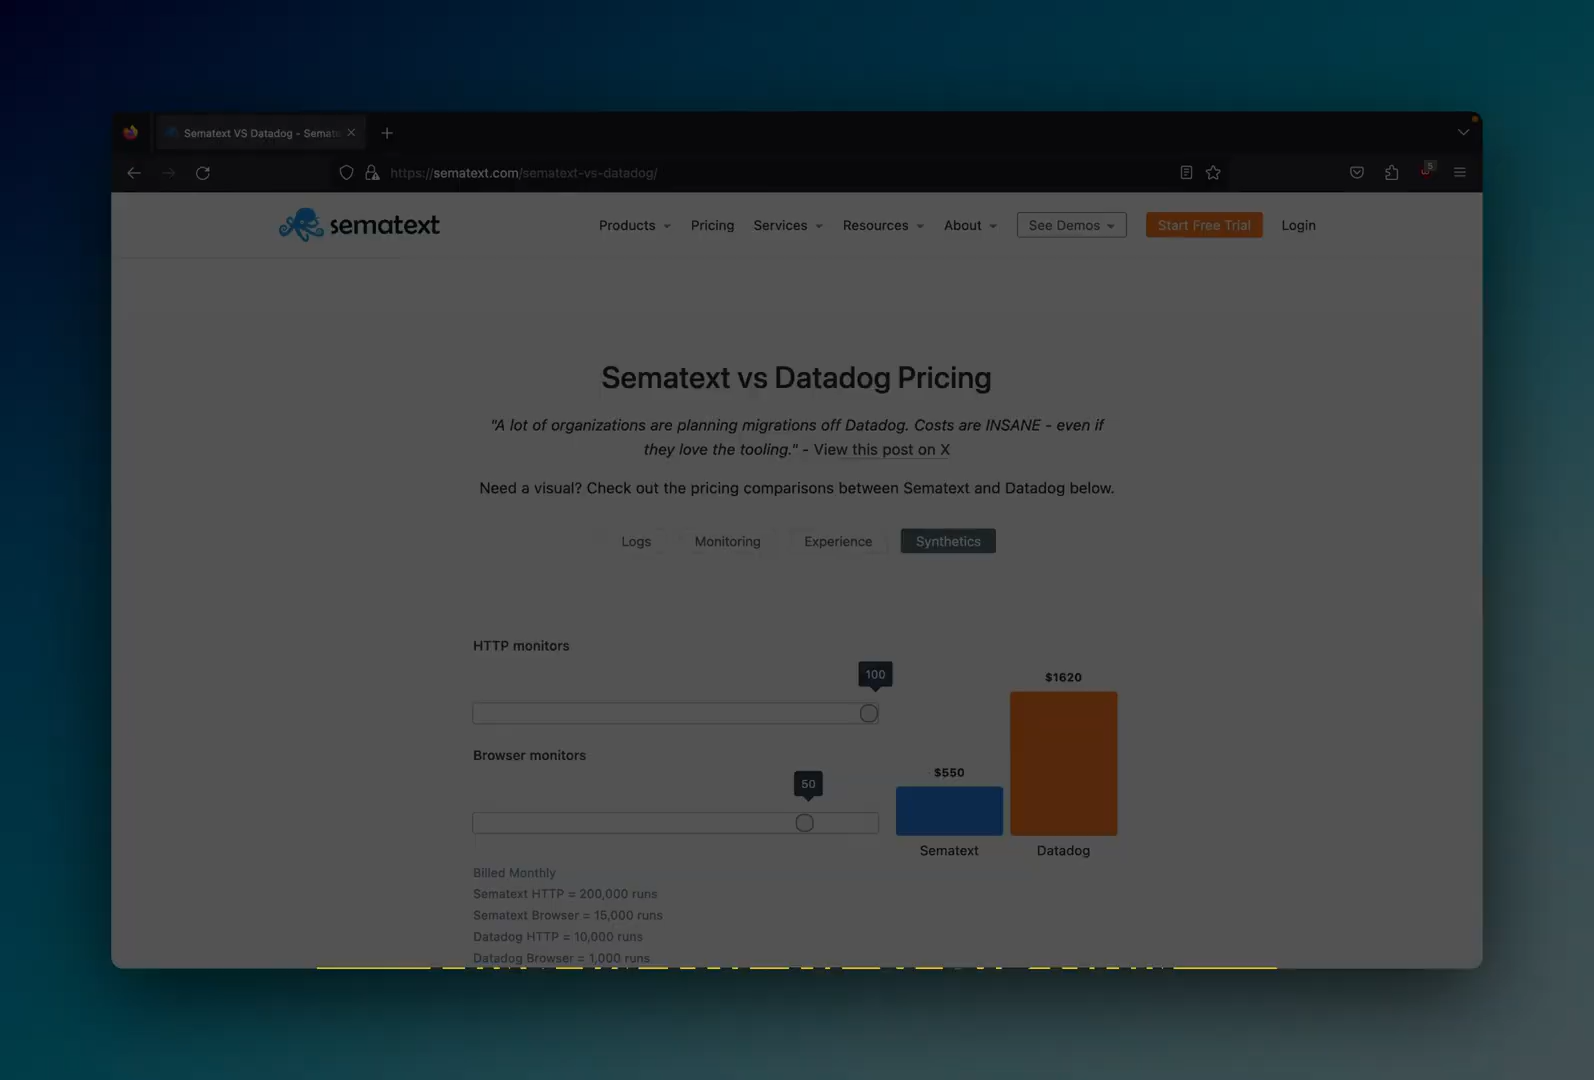 Sematext VS Datadog - Semate
https://sematext.com/sematext-vs-datadog/
5
sematext
Products
Pricing
Services
Resources
About
See Demos
Start Free Trial
Login
Sematext vs Datadog Pricing
"A lot of organizations are planning migrations off Datadog. Costs are INSANE - even if
they love the tooling." - View this post on X
Need a visual? Check out the pricing comparisons between Sematext and Datadog below.
Logs
Monitoring
Experience
Synthetics
HTTP monitors
100
Browser monitors
50
$550
$1620
Sematext
Datadog
Billed Monthly
Sematext HTTP = 200,000 runs
Sematext Browser = 15,000 runs
Datadog HTTP = 10,000 runs
Datadog Browser = 1,000 runs